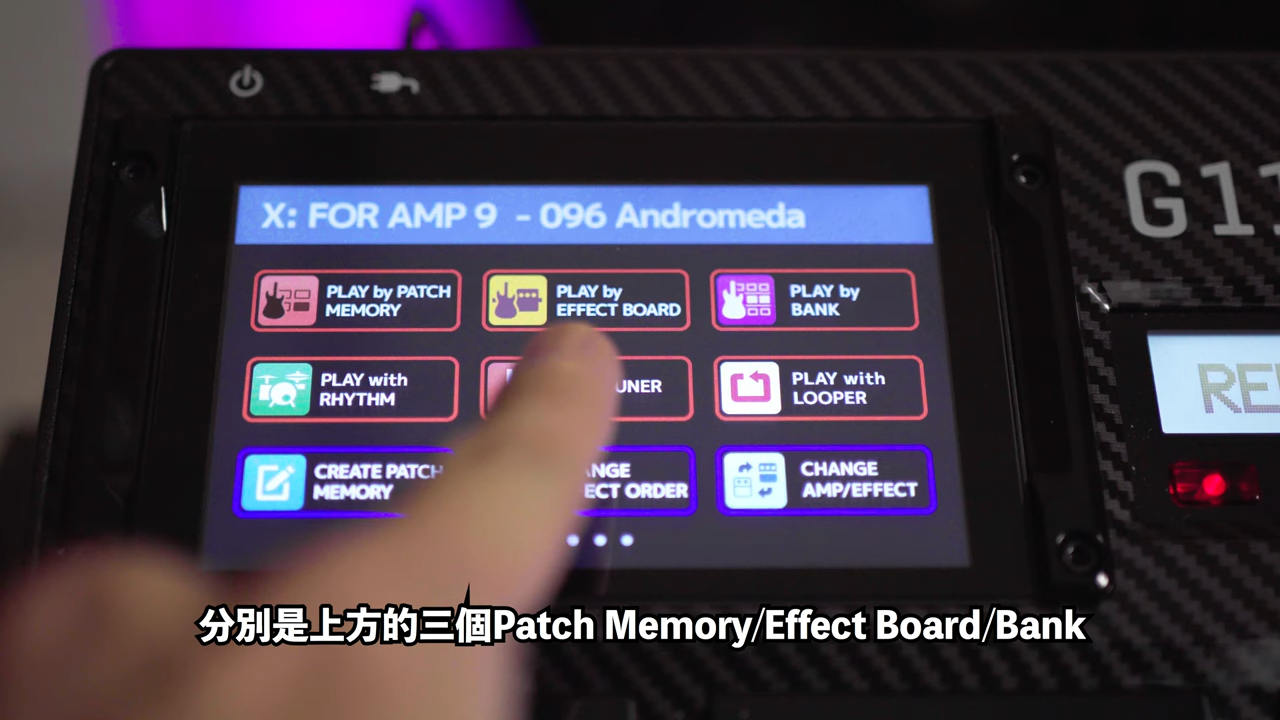 X: FOR AMP 9 - 096 Andromeda
G11
PLAY by PATCH
MEMORY
PLAY by
EFFECT BOARD
PLAY by
BANK
PLAY with
RHYTHM
UNER
PLAY with
LOOPER
RE
CREATE PATCH
MEMORY
ANGE
ECT ORDER
CHANGE
AMP/EFFECT
分別是上方的三個Patch Memory/Effect Board/Bank